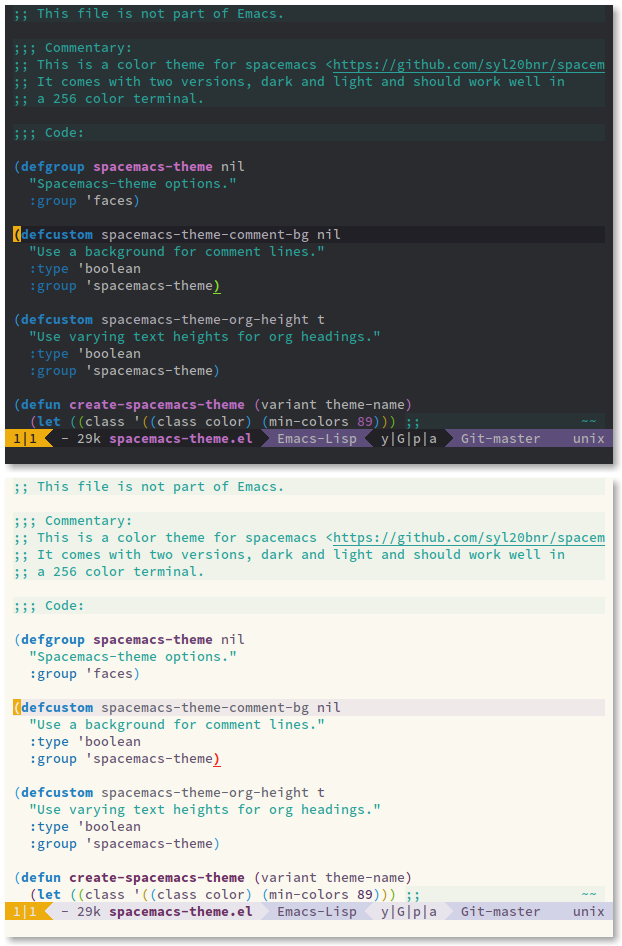 ;; This file is not part of Emacs.
;;; Commentary:
;; This is a color theme for spacemacs <https://github.com/syl20bnr/spacem
;; It comes with two versions, dark and light and should work well in
;; a 256 color terminal.
;;; Code:
(defgroup spacemacs-theme nil
  "Spacemacs-theme options."
  :group 'faces)
(defcustom spacemacs-theme-comment-bg nil
  "Use a background for comment lines."
  :type 'boolean
  :group 'spacemacs-theme)
(defcustom spacemacs-theme-org-height t
  "Use varying text heights for org headings."
  :type 'boolean
  :group 'spacemacs-theme)
(defun create-spacemacs-theme (variant theme-name)
  (let ((class '((class color) (min-colors 89))) ;; ~~
1|1 - 29k spacemacs-theme.el Emacs-Lisp y|G|p|a Git-master unix
;; This file is not part of Emacs.
;;; Commentary:
;; This is a color theme for spacemacs <https://github.com/syl20bnr/spacem
;; It comes with two versions, dark and light and should work well in
;; a 256 color terminal.
;;; Code:
(defgroup spacemacs-theme nil
  "Spacemacs-theme options."
  :group 'faces)
(defcustom spacemacs-theme-comment-bg nil
  "Use a background for comment lines."
  :type 'boolean
  :group 'spacemacs-theme)
(defcustom spacemacs-theme-org-height t
  "Use varying text heights for org headings."
  :type 'boolean
  :group 'spacemacs-theme)
(defun create-spacemacs-theme (variant theme-name)
  (let ((class '((class color) (min-colors 89))) ;; ~~
1|1 - 29k spacemacs-theme.el Emacs-Lisp y|G|p|a Git-master unix